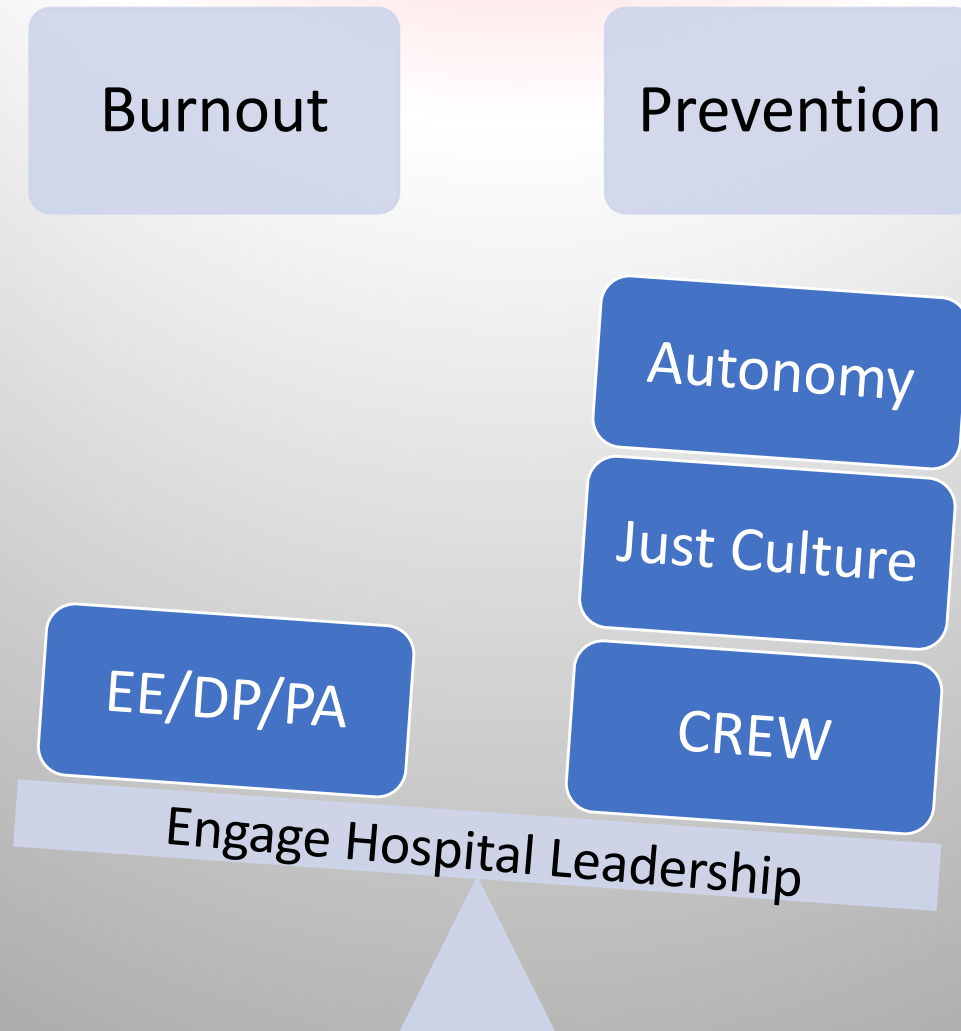 Burnout
Prevention
Autonomy
Just Culture
EE/DP/PA
CREW
Engage Hospital Leadership